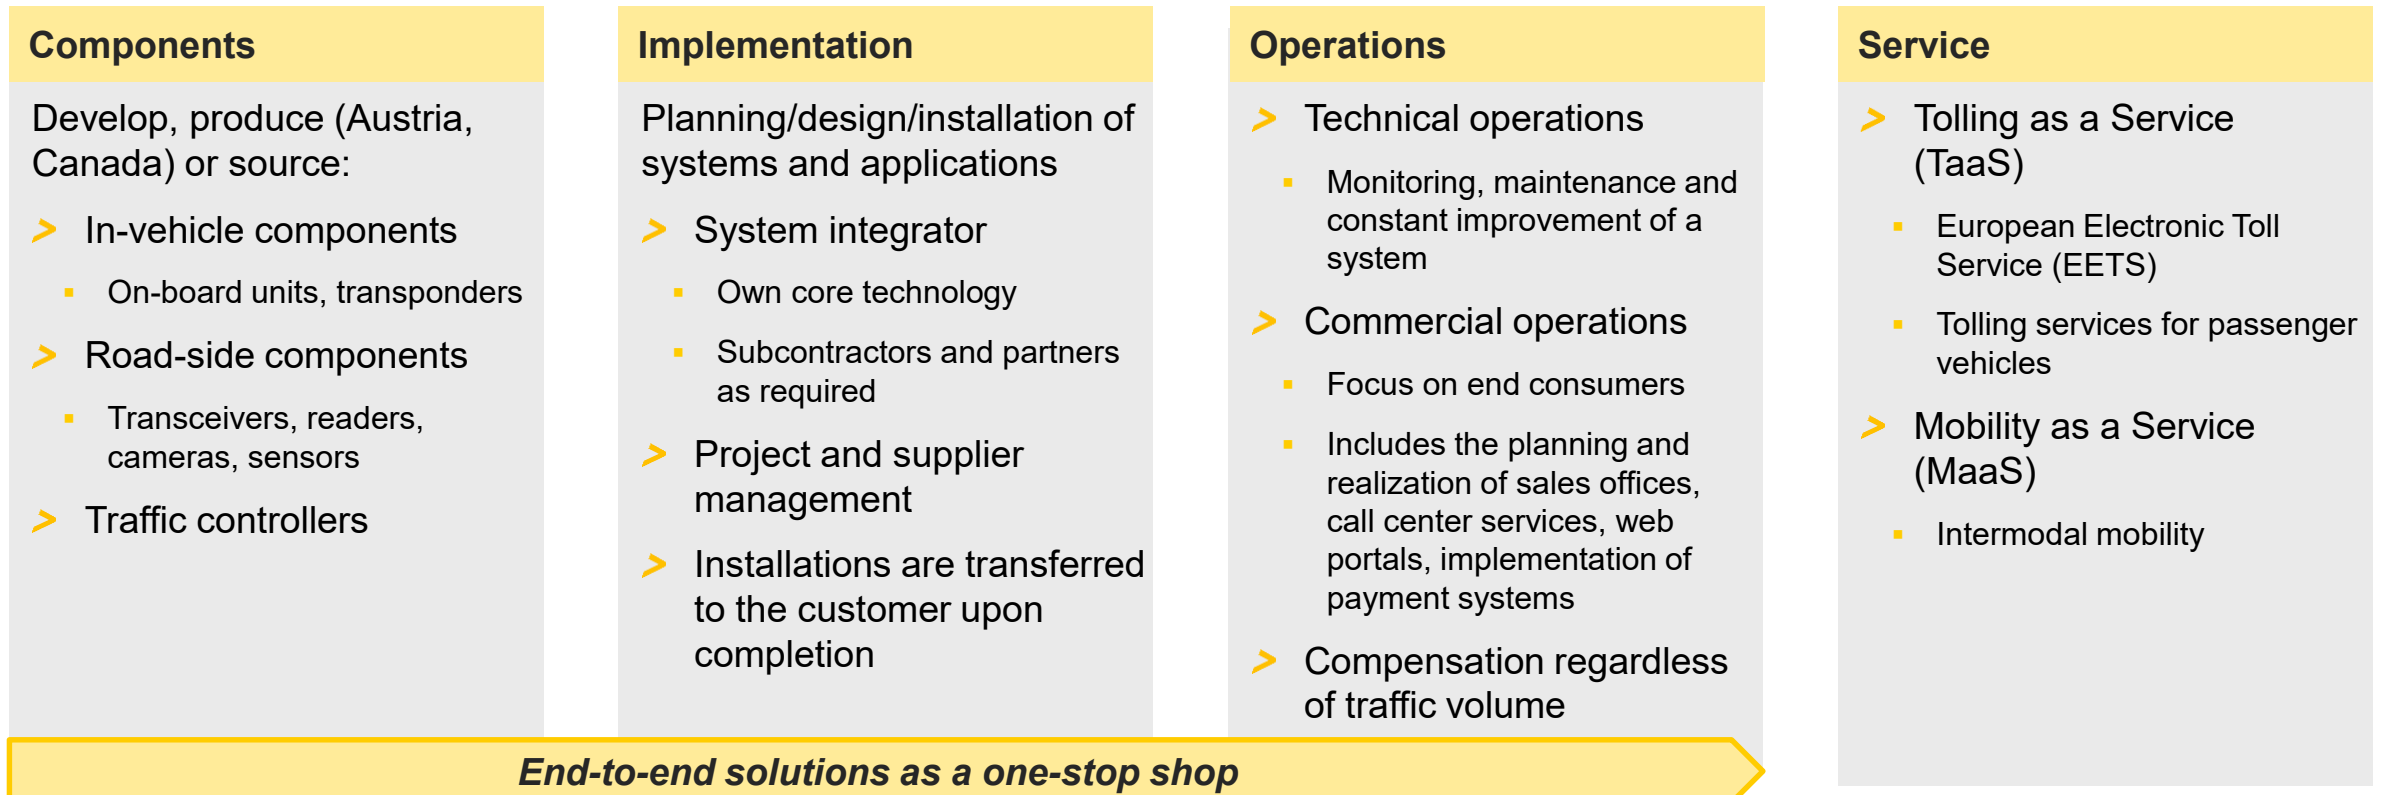 Components
Develop, produce (Austria,
Canada) or source:
> In-vehicle components
▪ On-board units, transponders
> Road-side components
▪ Transceivers, readers,
cameras, sensors
> Traffic controllers
Implementation
Planning/design/installation of
systems and applications
> System integrator
▪ Own core technology
▪ Subcontractors and partners
as required
> Project and supplier
management
> Installations are transferred
to the customer upon
completion
Operations
> Technical operations
▪ Monitoring, maintenance and
constant improvement of a
system
> Commercial operations
▪ Focus on end consumers
▪ Includes the planning and
realization of sales offices,
call center services, web
portals, implementation of
payment systems
> Compensation regardless
of traffic volume
Service
> Tolling as a Service
(TaaS)
▪ European Electronic Toll
Service (EETS)
▪ Tolling services for passenger
vehicles
> Mobility as a Service
(MaaS)
▪ Intermodal mobility
End-to-end solutions as a one-stop shop